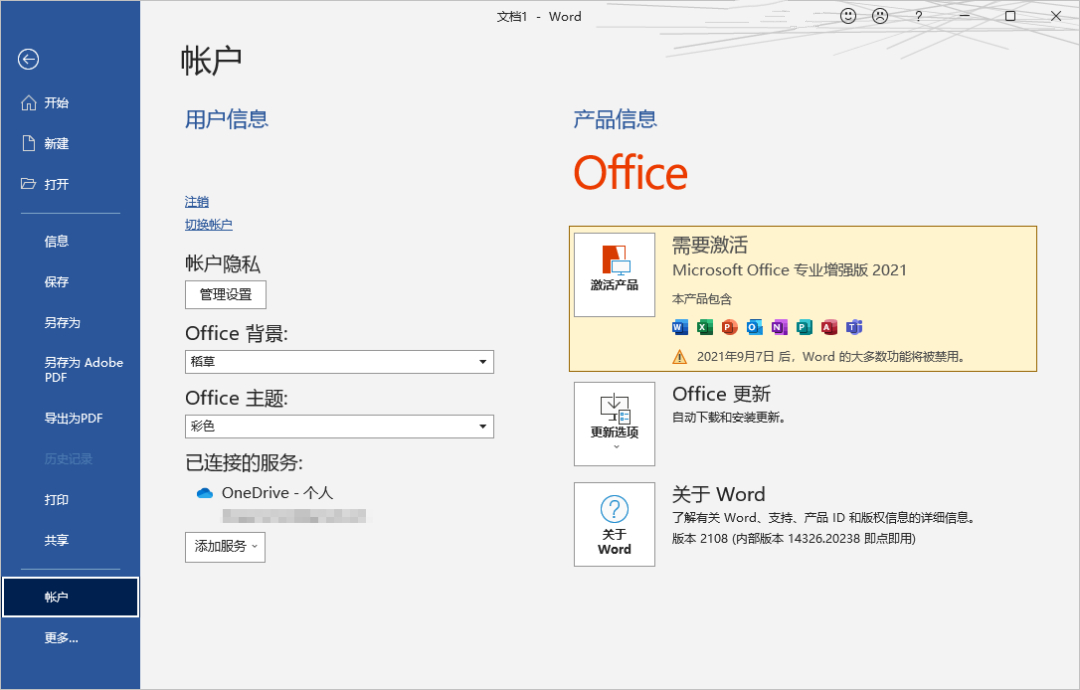 文档1 - Word
?
帐户
开始
新建
打开
信息
保存
另存为
另存为 Adobe
PDF
导出为PDF
历史记录
打印
共享
帐户
更多...
用户信息
注销
切换帐户
帐户隐私
管理设置
Office 背景:
稻草
Office 主题:
彩色
已连接的服务:
OneDrive - 个人
添加服务
产品信息
Office
激活产品
需要激活
Microsoft Office 专业增强版 2021
本产品包含
W X P O N P A T
2021年9月7日 后，Word 的大多数功能将被禁用。
更新选项
Office 更新
自动下载和安装更新。
?
关于
Word
关于 Word
了解有关 Word、支持、产品 ID 和版权信息的详细信息。
版本 2108 (内部版本 14326.20238 即点即用)